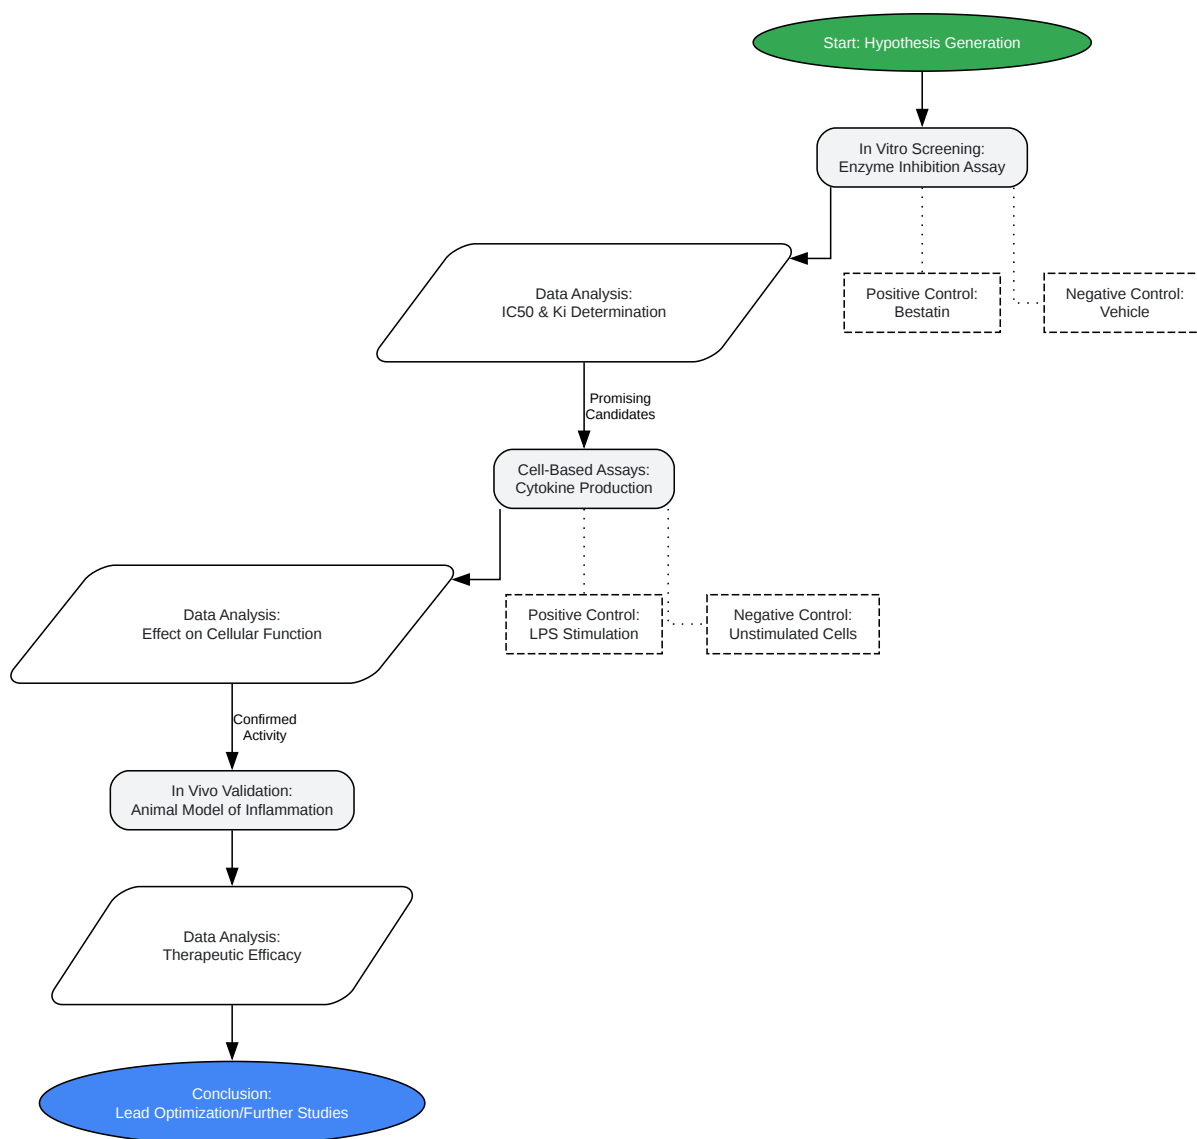 Start: Hypothesis Generation
In Vitro Screening:
Enzyme Inhibition Assay
Data Analysis:
IC50 & Ki Determination
Positive Control:
Bestatin
Negative Control:
Vehicle
Promising
Candidates
Cell-Based Assays:
Cytokine Production
Data Analysis:
Effect on Cellular Function
Positive Control:
LPS Stimulation
Negative Control:
Unstimulated Cells
Confirmed
Activity
In Vivo Validation:
Animal Model of Inflammation
Data Analysis:
Therapeutic Efficacy
Conclusion:
Lead Optimization/Further Studies